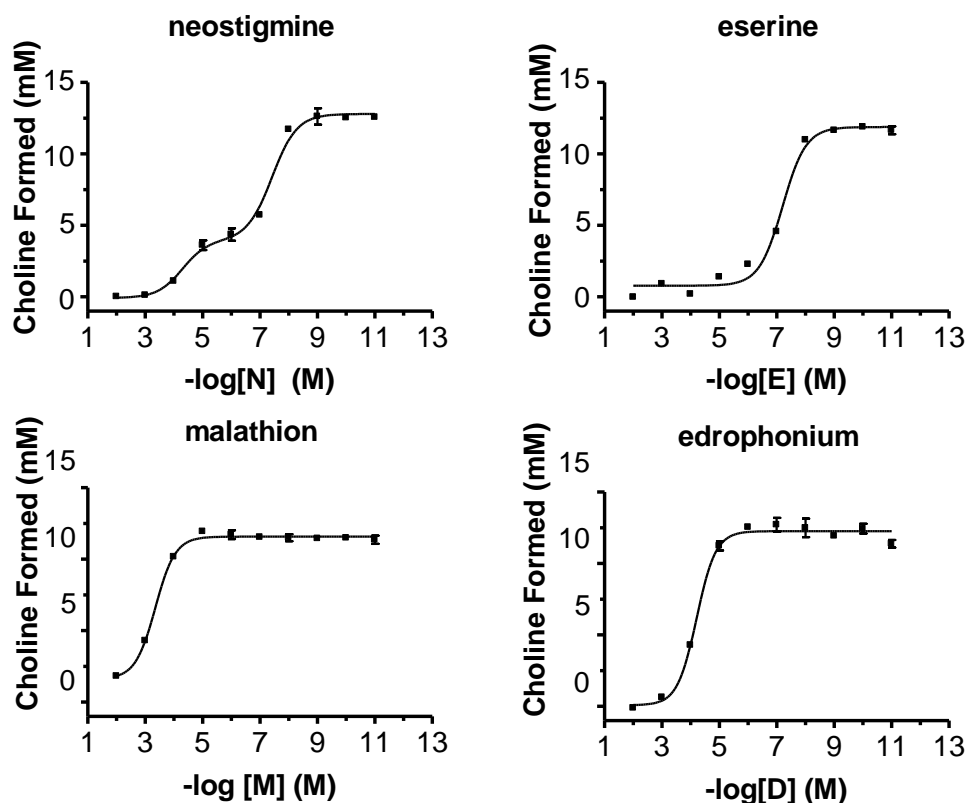 neostigmine
Choline Formed (mM)
15
10
5
0
1 3 5 7 9 11 13
-log[N] (M)
eserine
Choline Formed (mM)
15
10
5
0
1 3 5 7 9 11 13
-log[E] (M)
malathion
Choline Formed (mM)
15
10
5
0
1 3 5 7 9 11 13
-log [M] (M)
edrophonium
Choline Formed (mM)
15
10
5
0
1 3 5 7 9 11 13
-log[D] (M)